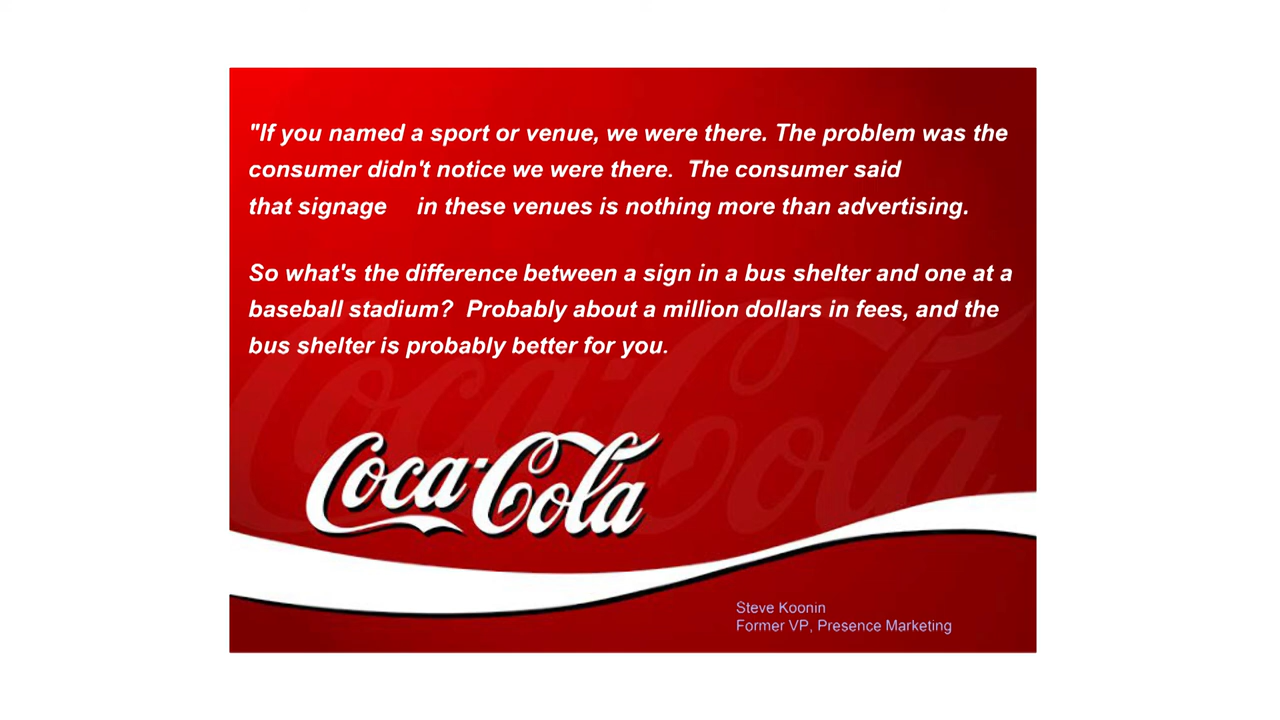 "If you named a sport or venue, we were there. The problem was the
consumer didn't notice we were there.  The consumer said
that signage    in these venues is nothing more than advertising.
So what's the difference between a sign in a bus shelter and one at a
baseball stadium?  Probably about a million dollars in fees, and the
bus shelter is probably better for you.
Coca-Cola
Coca-Cola
Steve Koonin
Former VP, Presence Marketing